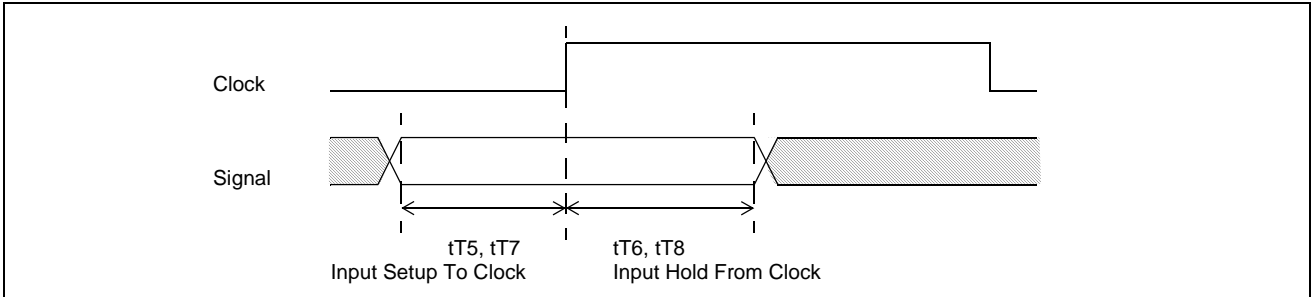 Clock
Signal
tT5, tT7
Input Setup To Clock
tT6, tT8
Input Hold From Clock